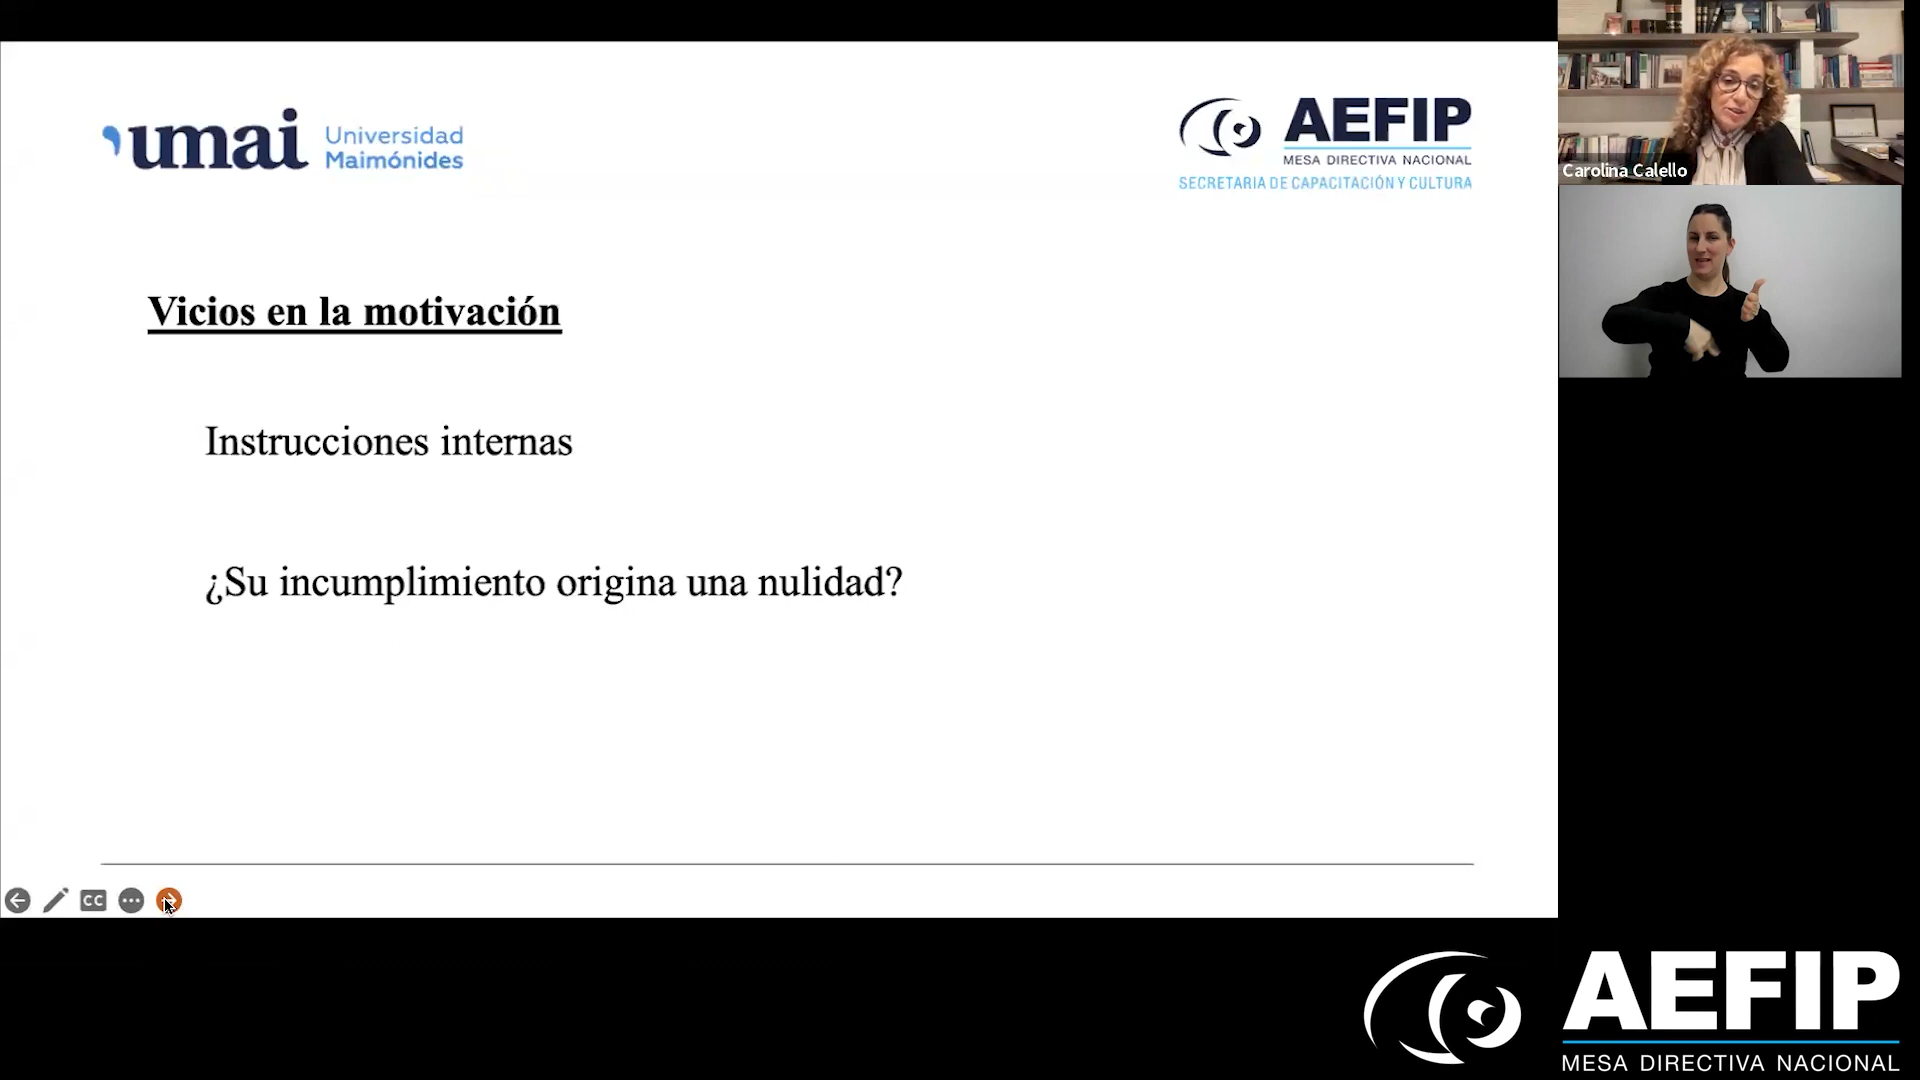 umai
Universidad
Maimónides
AEFIP
MESA DIRECTIVA NACIONAL
SECRETARIA DE CAPACITACIÓN Y CULTURA
Vicios en la motivación
Instrucciones internas
¿Su incumplimiento origina una nulidad?
CC
Carolina Calello
AEFIP
MESA DIRECTIVA NACIONAL